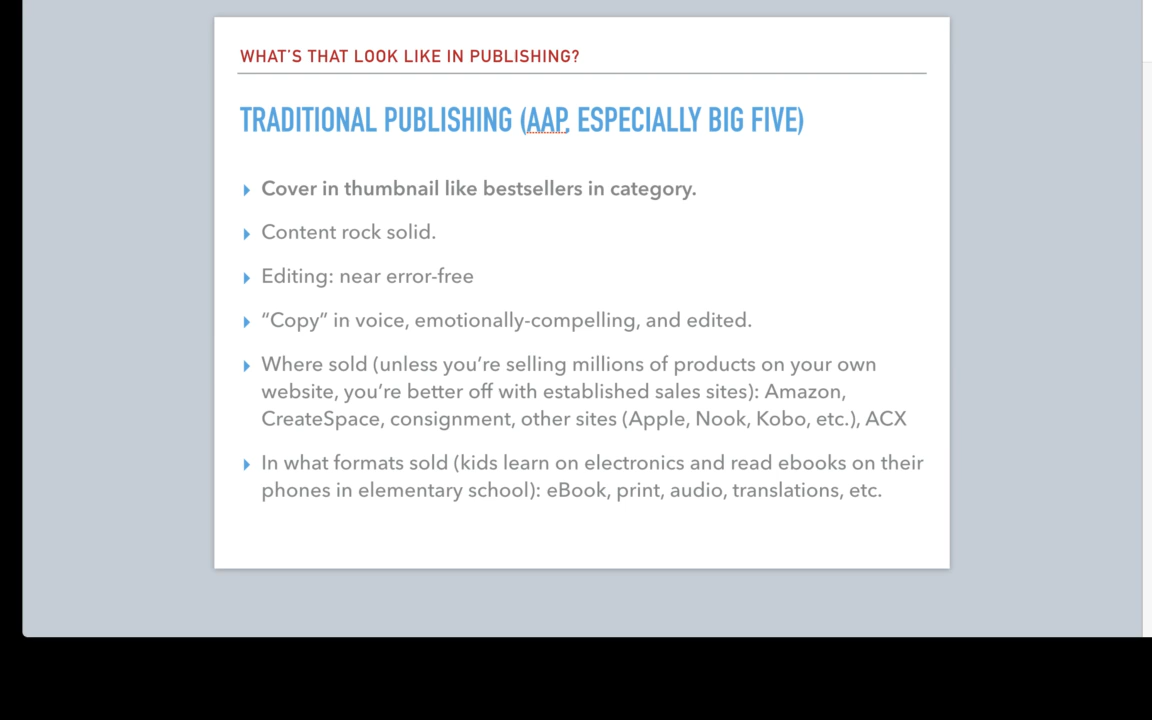 WHAT'S THAT LOOK LIKE IN PUBLISHING?
TRADITIONAL PUBLISHING (AAP, ESPECIALLY BIG FIVE)
Cover in thumbnail like bestsellers in category.
Content rock solid.
Editing: near error-free
“Copy” in voice, emotionally-compelling, and edited.
Where sold (unless you're selling millions of products on your own
website, you're better off with established sales sites): Amazon,
CreateSpace, consignment, other sites (Apple, Nook, Kobo, etc.), ACX
In what formats sold (kids learn on electronics and read ebooks on their
phones in elementary school): eBook, print, audio, translations, etc.